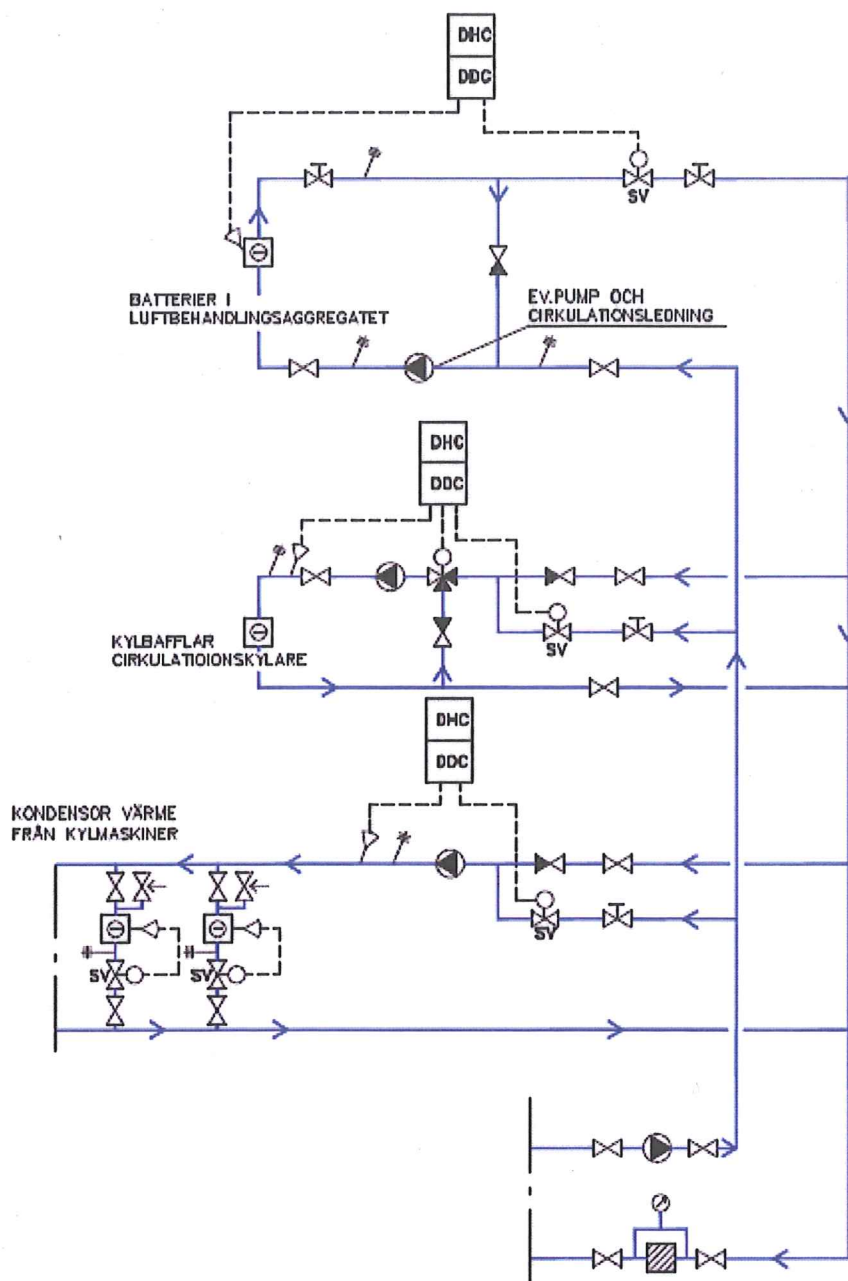 DHC
DDC
SV
BATTERIER I
LUFTBEHANDLINGSAGGREGATET
EV.PUMP OCH
CIRKULATIONSLEDNING
DHC
DDC
SV
KYLBAFFLAR
CIRKULATIOIONSKYLARE
DHC
DDC
KONDENSOR VÄRME
FRÅN KYLMASKINER
SV
SV
SV